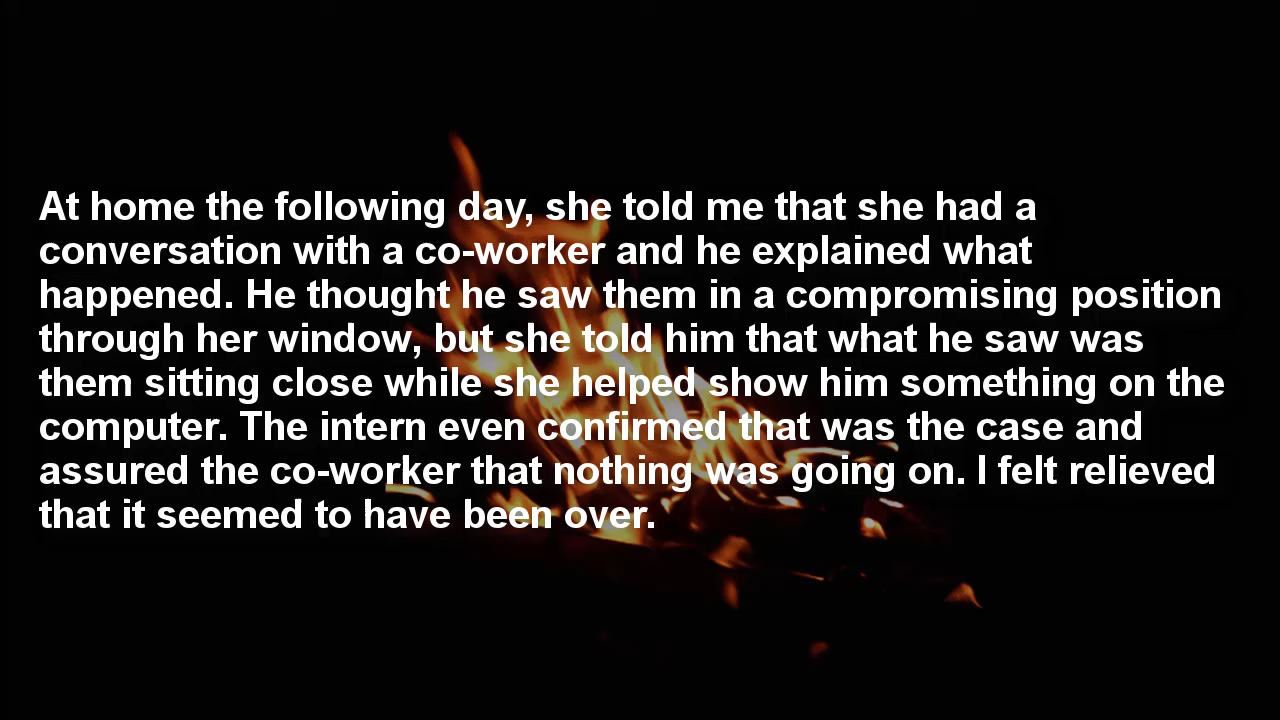 At home the following day, she told me that she had a
conversation with a co-worker and he explained what
happened. He thought he saw them in a compromising position
through her window, but she told him that what he saw was
them sitting close while she helped show him something on the
computer. The intern even confirmed that was the case and
assured the co-worker that nothing was going on. I felt relieved
that it seemed to have been over.